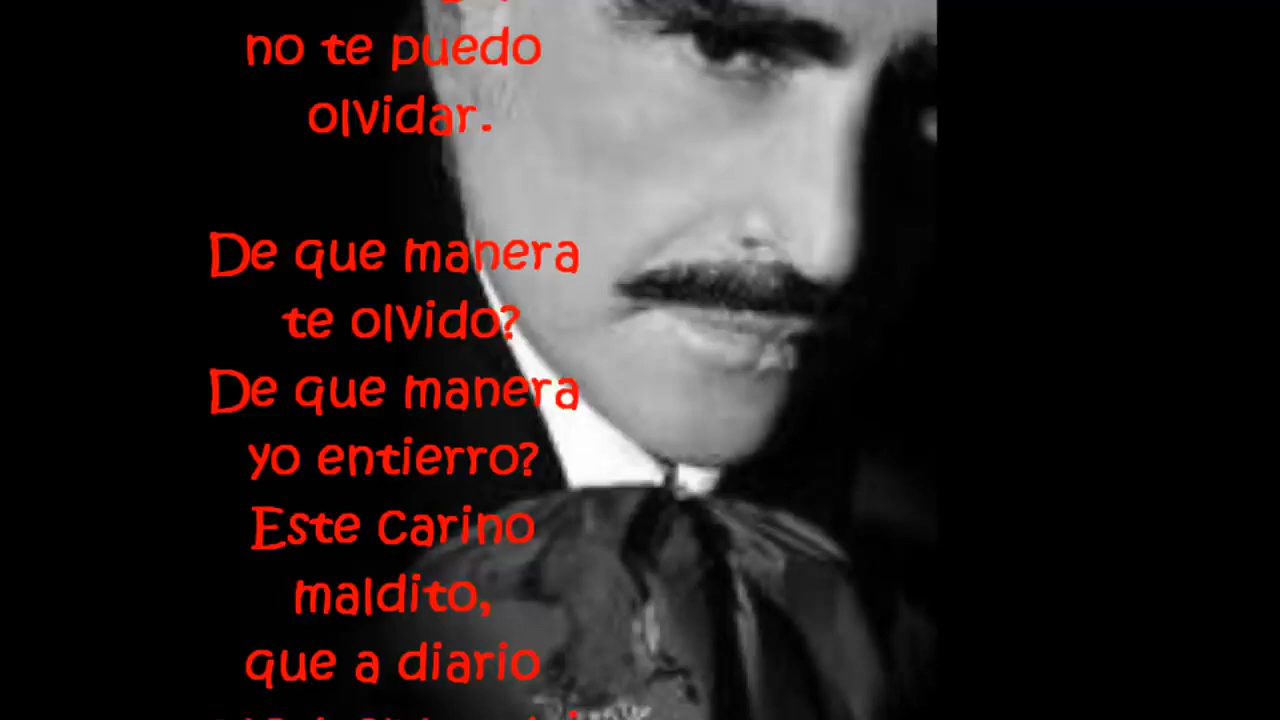 no te puedo
olvidar.
De que manera
te olvido?
De que manera
yo entierro?
Este carino
maldito,
que a diario